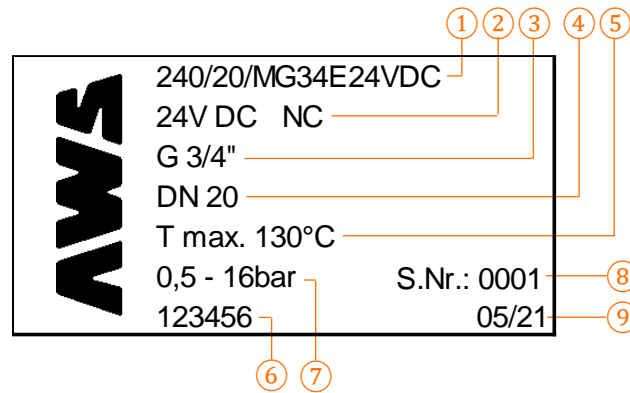 ① ② ③ ④ ⑤
AWS
240/20/MG34E24VDC
24V DC NC
G 3/4"
DN 20
T max. 130°C
0,5 - 16bar S.Nr.: 0001 ⑧
123456 05/21 ⑨
⑥ ⑦